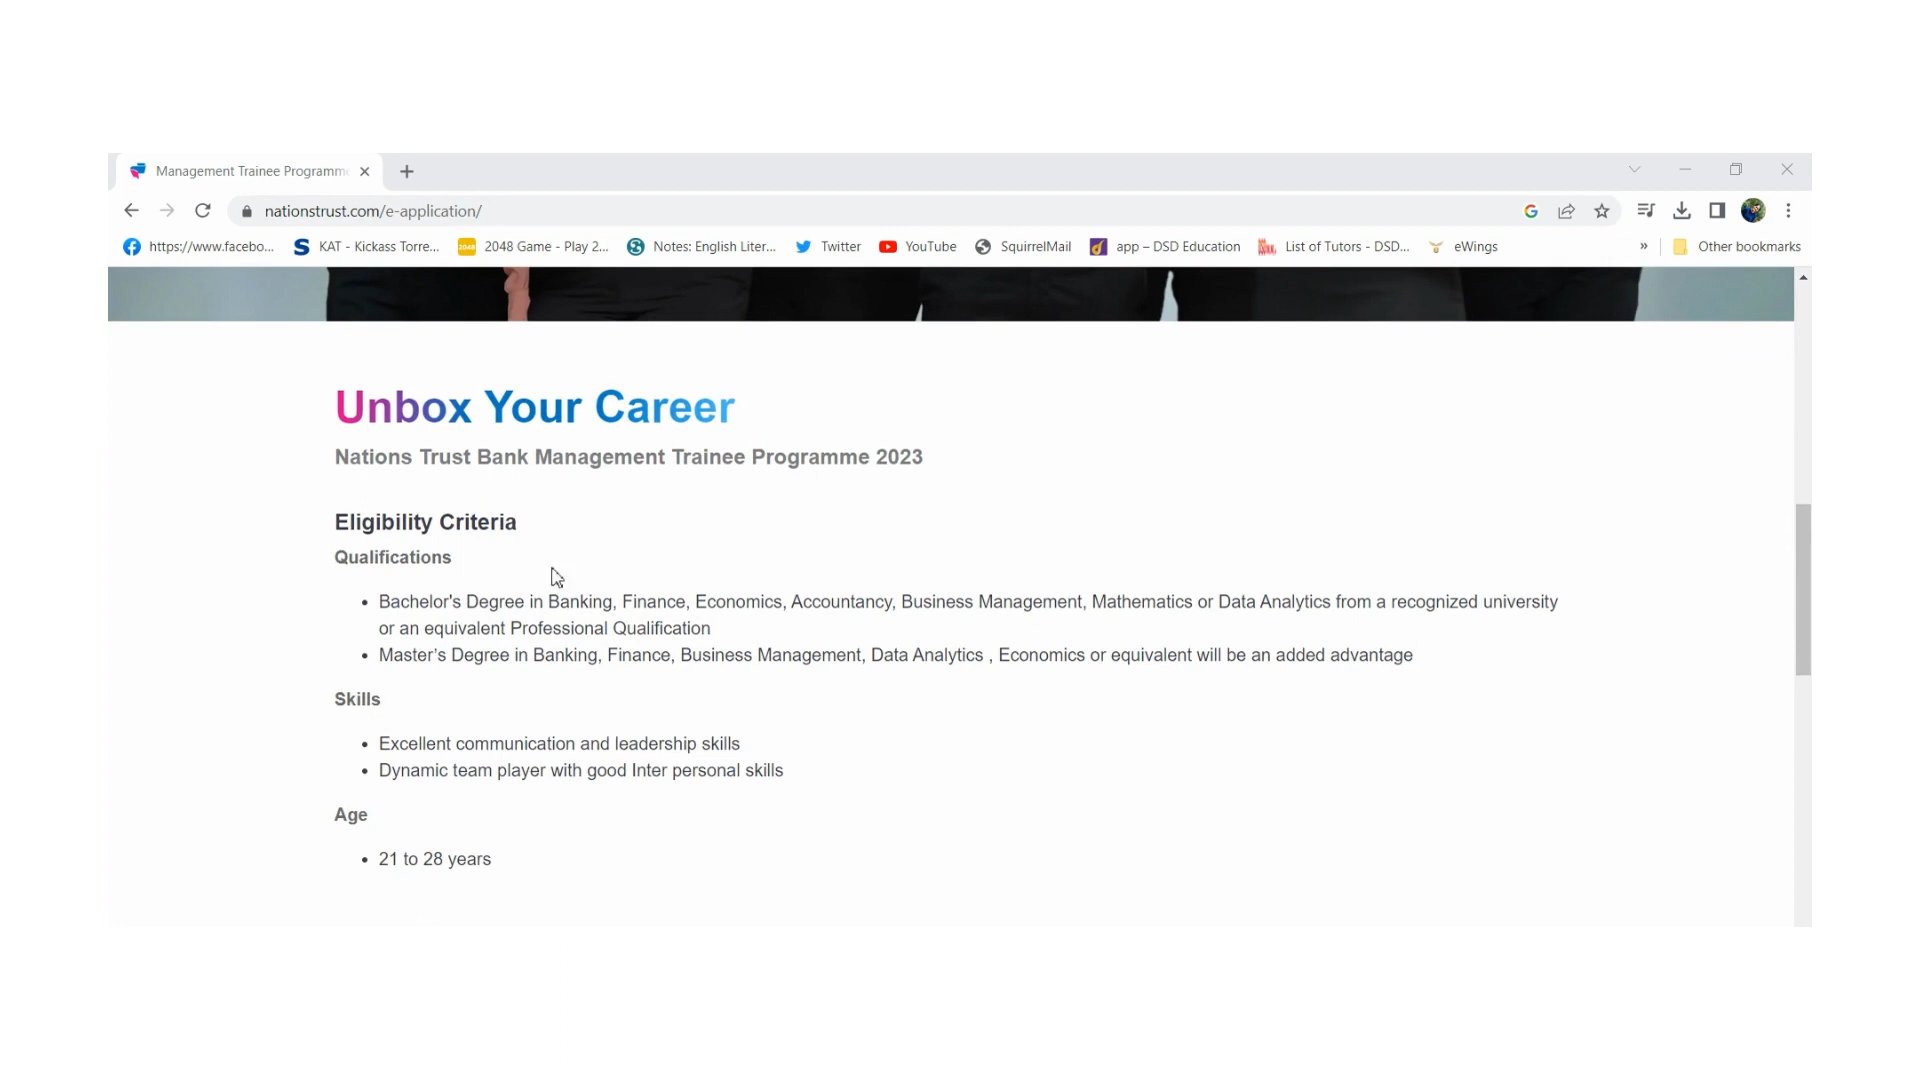 Management Trainee Programm
nationstrust.com/e-application/
https://www.facebo... KAT - Kickass Torre... 2048 Game - Play 2... Notes: English Liter... Twitter YouTube SquirrelMail app – DSD Education List of Tutors - DSD... eWings » Other bookmarks
Unbox Your Career
Nations Trust Bank Management Trainee Programme 2023
Eligibility Criteria
Qualifications
• Bachelor's Degree in Banking, Finance, Economics, Accountancy, Business Management, Mathematics or Data Analytics from a recognized university
or an equivalent Professional Qualification
• Master’s Degree in Banking, Finance, Business Management, Data Analytics , Economics or equivalent will be an added advantage
Skills
• Excellent communication and leadership skills
• Dynamic team player with good Inter personal skills
Age
• 21 to 28 years